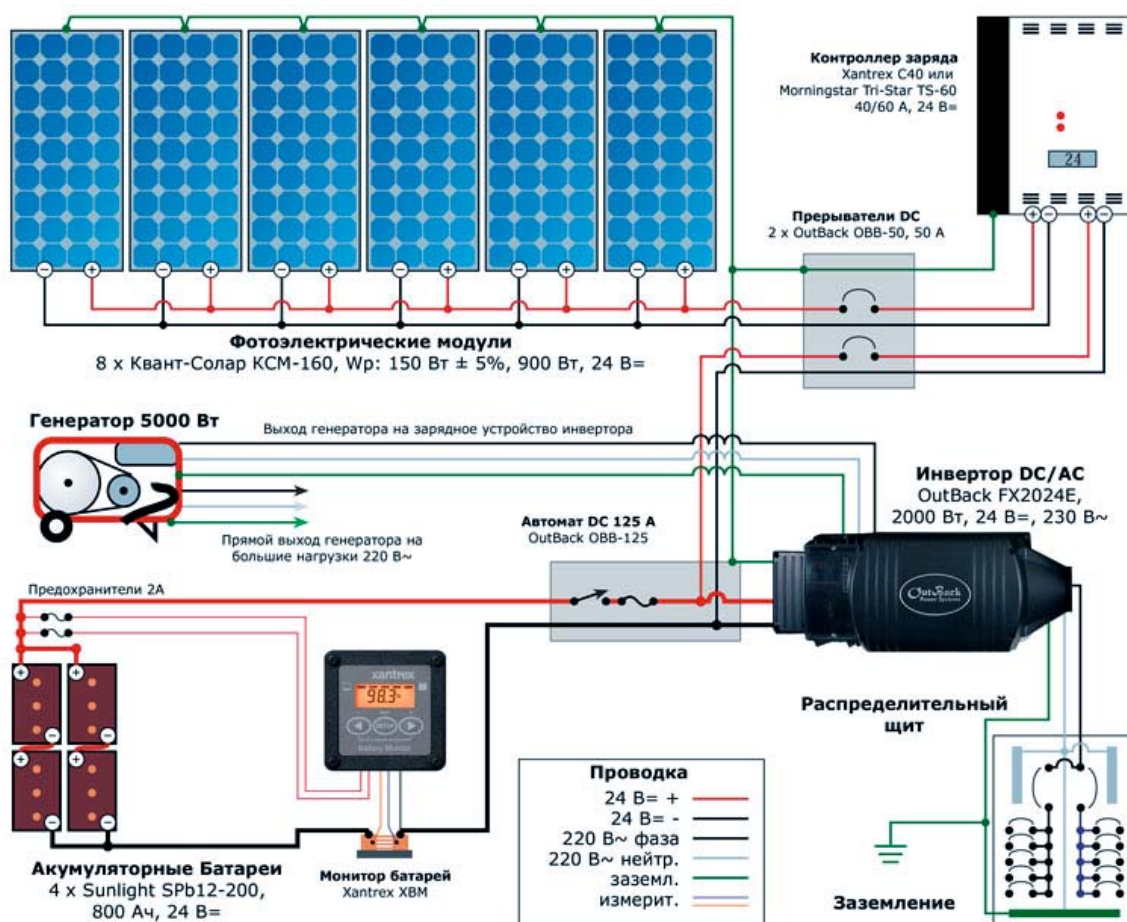 Контроллер заряда
Xantrex C40 или
Morningstar Tri-Star TS-60
40/60 А, 24 В=
24
Прерыватели DC
2 x OutBack OBB-50, 50 А
Фотоэлектрические модули
8 x Квант-Солар КСМ-160, Wp: 150 Вт ± 5%, 900 Вт, 24 В=
Генератор 5000 Вт
Выход генератора на зарядное устройство инвертора
Прямой выход генератора на
большие нагрузки 220 В~
Инвертор DC/AC
OutBack FX2024E,
2000 Вт, 24 В=, 230 В~
Автомат DC 125 А
OutBack OBB-125
OutBack
Power Systems
Предохранители 2А
xantrex
98.3%
SETUP
Battery Monitor
Распределительный
щит
Проводка
24 В= +
24 В= -
220 В~ фаза
220 В~ нейтр.
заземл.
измерит.
Акумуляторные Батареи
4 x Sunlight SPb12-200,
800 Ач, 24 В=
Монитор батарей
Xantrex XBM
Заземление